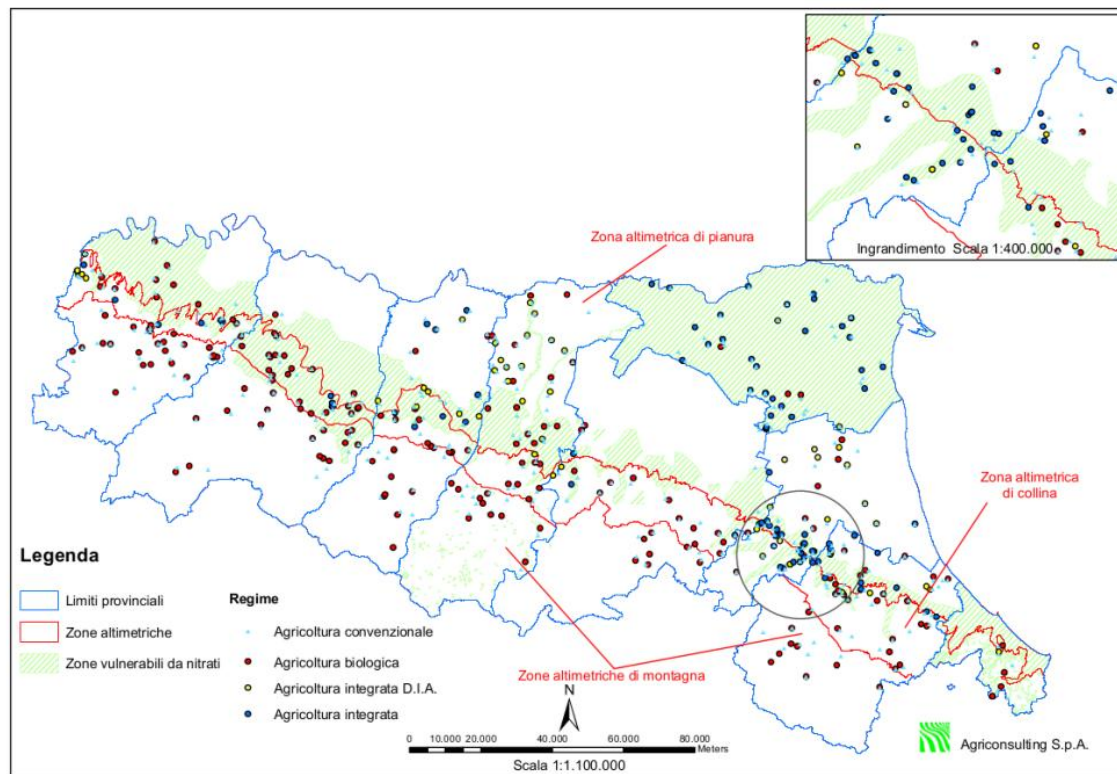 Ingrandimento Scala 1:400.000
Zona altimetrica di pianura
Zona altimetrica
di collina
Zone altimetriche di montagna
Legenda
Limiti provinciali
Zone altimetriche
Zone vulnerabili da nitrati
Regime
Agricoltura convenzionale
Agricoltura biologica
Agricoltura integrata D.I.A.
Agricoltura integrata
N
0 10.000 20.000 40.000 60.000 80.000
Meters
Scala 1:1.100.000
Agriconsulting S.p.A.